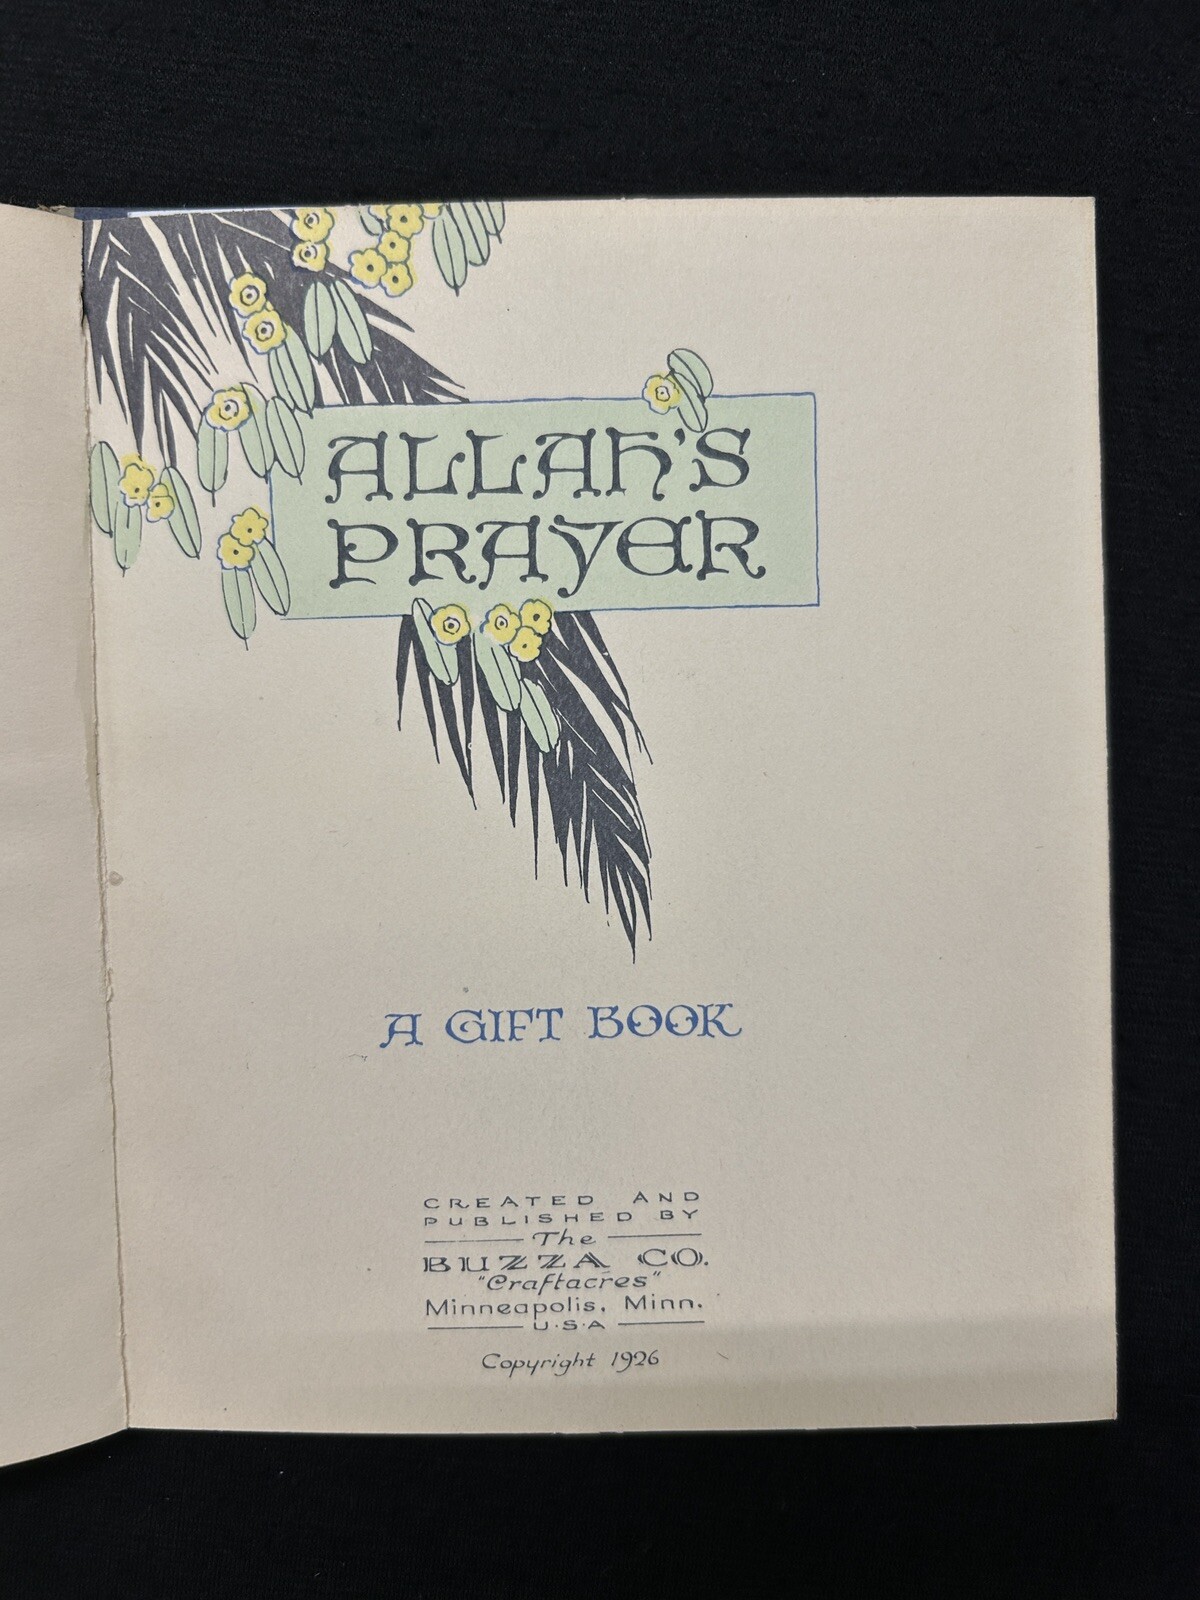 ALLAH'S
PRAYER
A GIFT BOOK
CREATED AND
PUBLISHED BY
The
BUZZA CO.
"Craftacres"
Minneapolis, Minn.
U·S·A
Copyright 1926